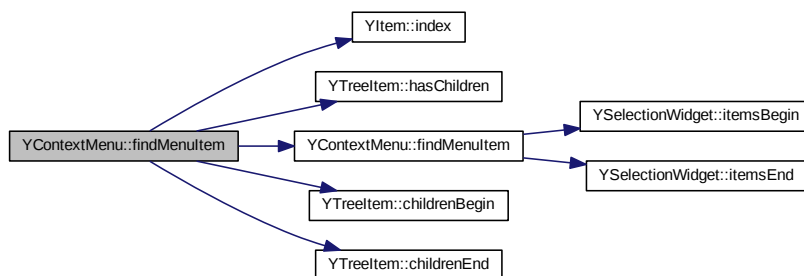 YItem::index
YTreeItem::hasChildren
YContextMenu::findMenuItem
YContextMenu::findMenuItem
YSelectionWidget::itemsBegin
YSelectionWidget::itemsEnd
YTreeItem::childrenBegin
YTreeItem::childrenEnd